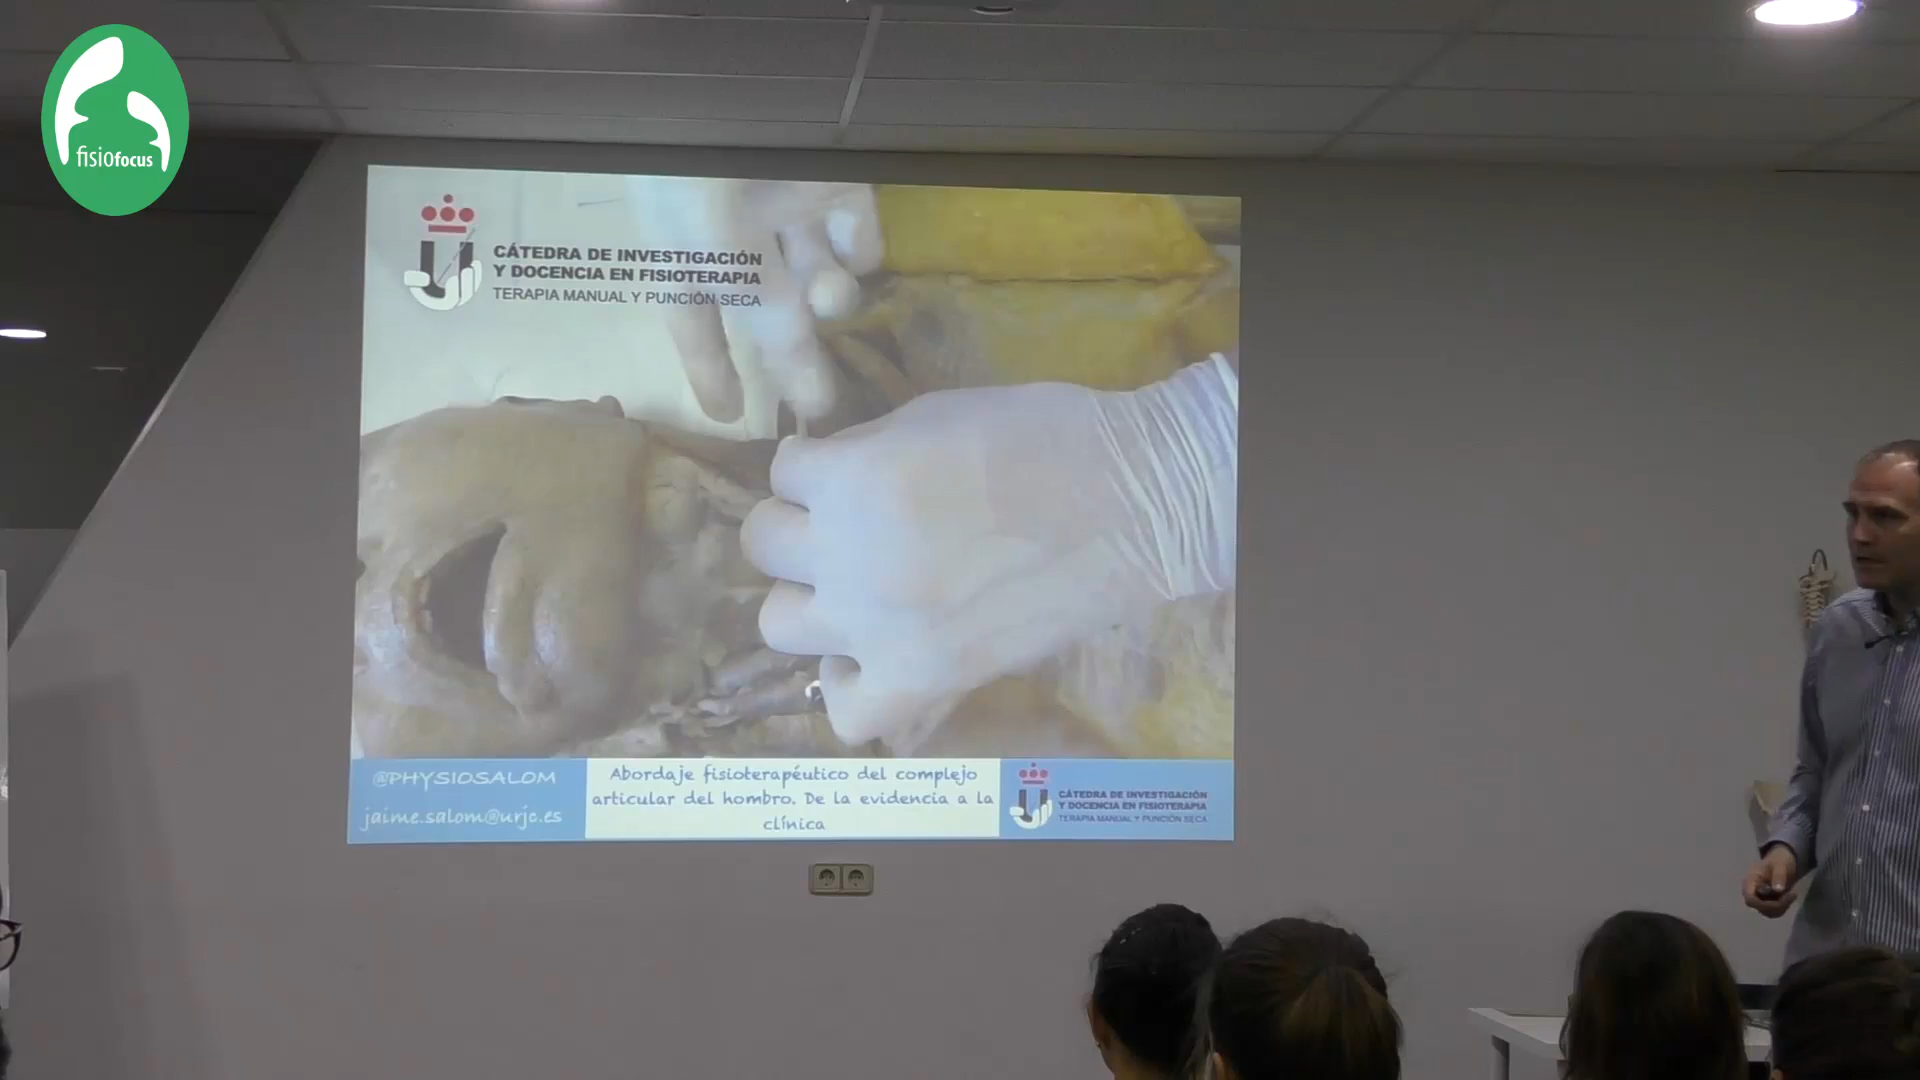 fisiofocus
CÁTEDRA DE INVESTIGACIÓN
Y DOCENCIA EN FISIOTERAPIA
TERAPIA MANUAL Y PUNCIÓN SECA
@PHYSIOSALOM
jaime.salom@urjc.es
Abordaje fisioterapéutico del complejo
articular del hombro. De la evidencia a la
clínica
CÁTEDRA DE INVESTIGACIÓN
Y DOCENCIA EN FISIOTERAPIA
TERAPIA MANUAL Y PUNCIÓN SECA